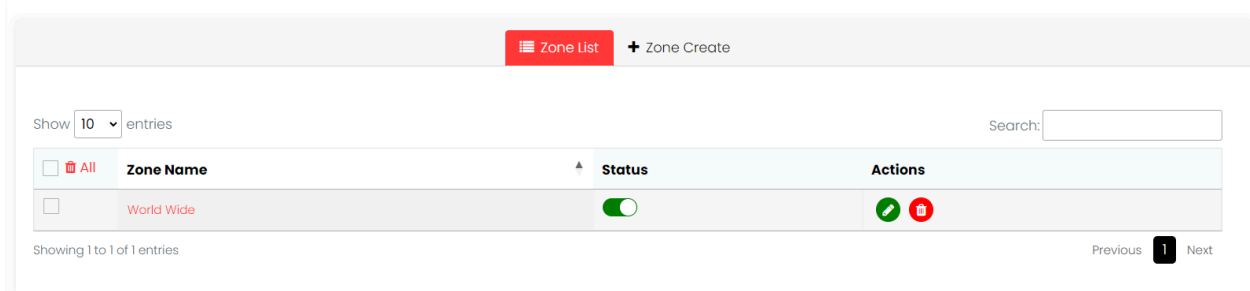 Zone List + Zone Create
Show 10 entries Search:
All Zone Name Status Actions
World Wide
Showing 1 to 1 of 1 entries Previous 1 Next